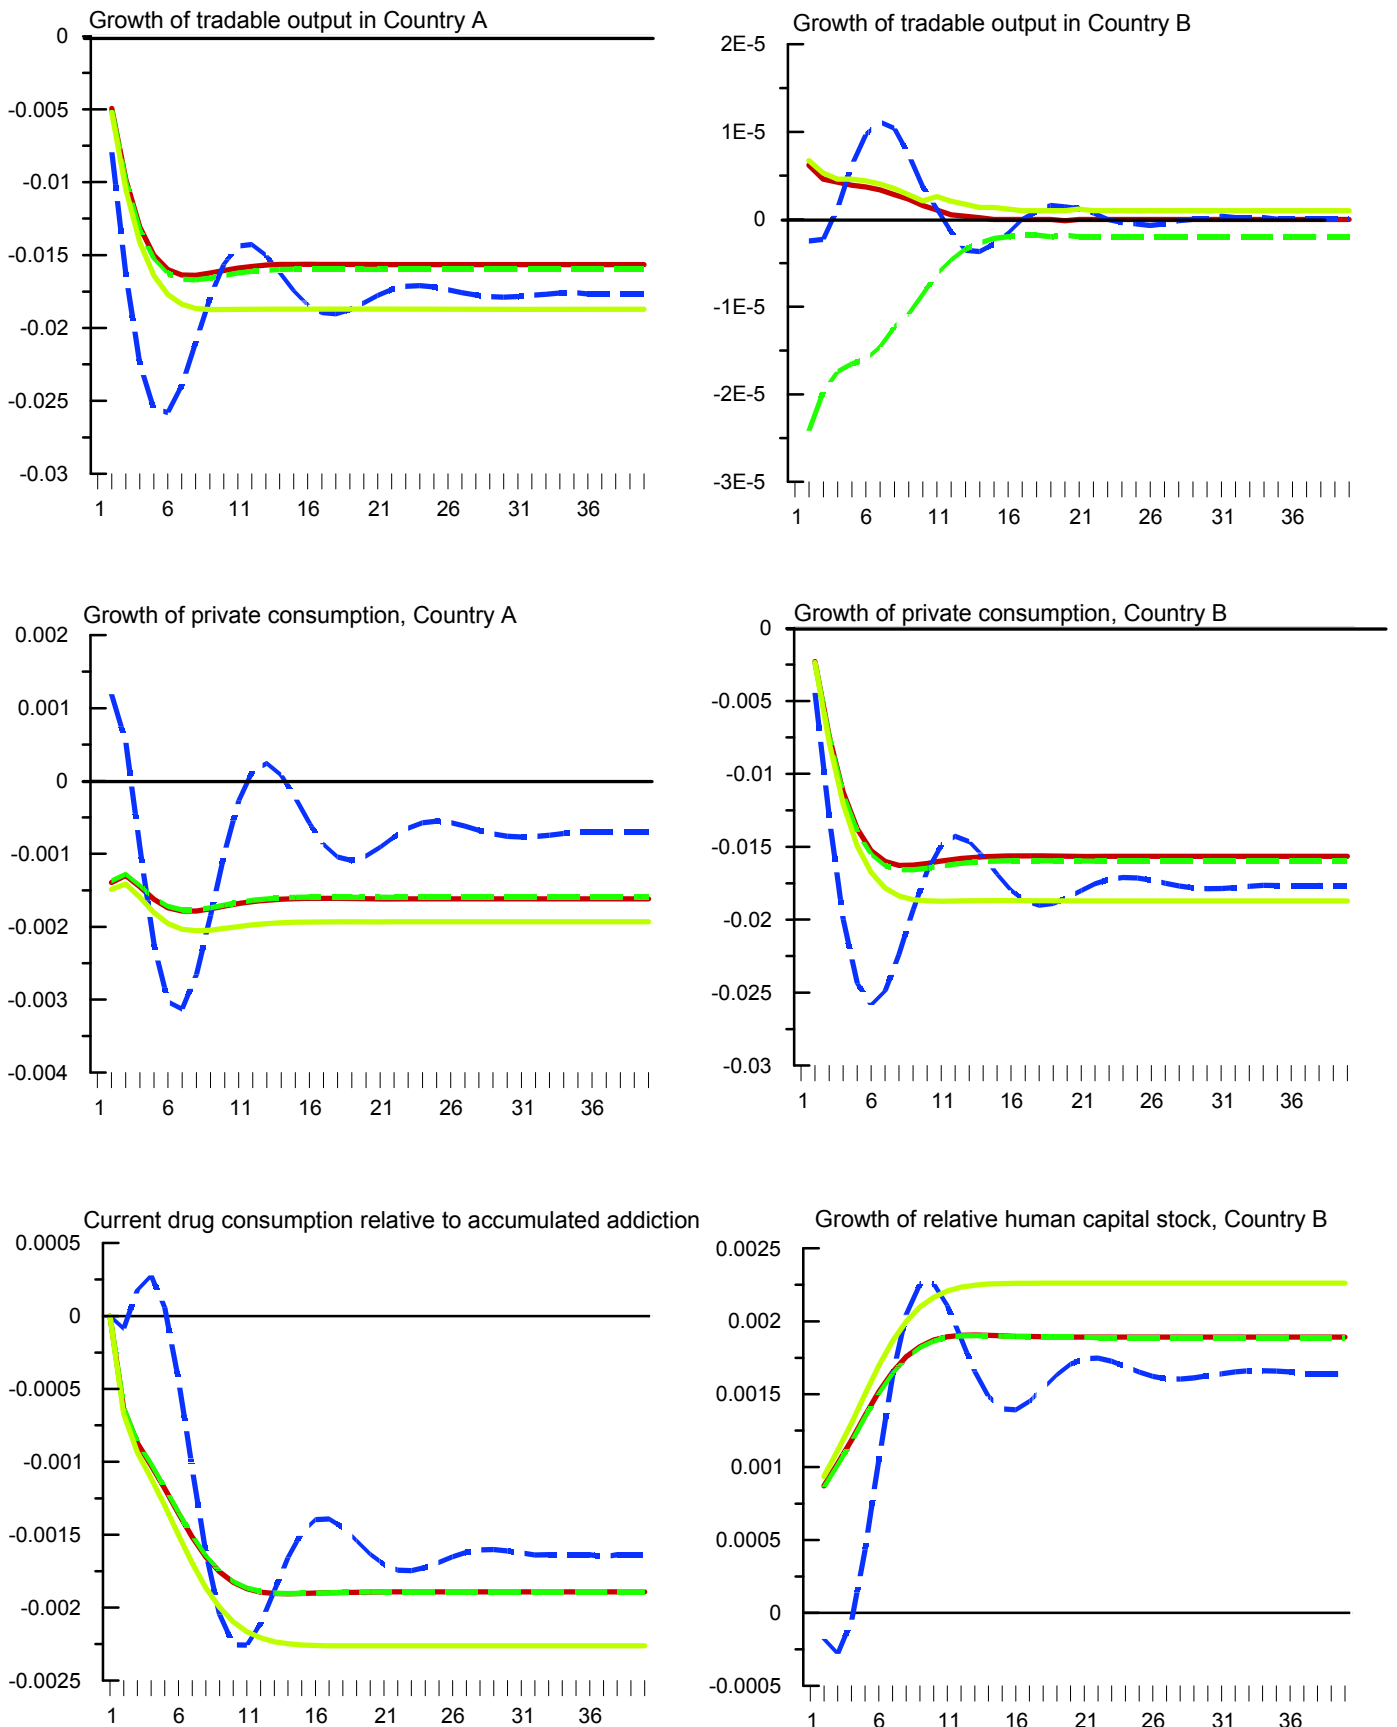 Growth of tradable output in Country A
0
-0.005
-0.01
-0.015
-0.02
-0.025
-0.03
1 6 11 16 21 26 31 36
Growth of tradable output in Country B
2E-5
1E-5
0
-1E-5
-2E-5
-3E-5
1 6 11 16 21 26 31 36
Growth of private consumption, Country A
0.002
0.001
0
-0.001
-0.002
-0.003
-0.004
1 6 11 16 21 26 31 36
Growth of private consumption, Country B
0
-0.005
-0.01
-0.015
-0.02
-0.025
-0.03
1 6 11 16 21 26 31 36
Current drug consumption relative to accumulated addiction
0.0005
0
-0.0005
-0.001
-0.0015
-0.002
-0.0025
1 6 11 16 21 26 31 36
Growth of relative human capital stock, Country B
0.0025
0.002
0.0015
0.001
0.0005
0
-0.0005
1 6 11 16 21 26 31 36